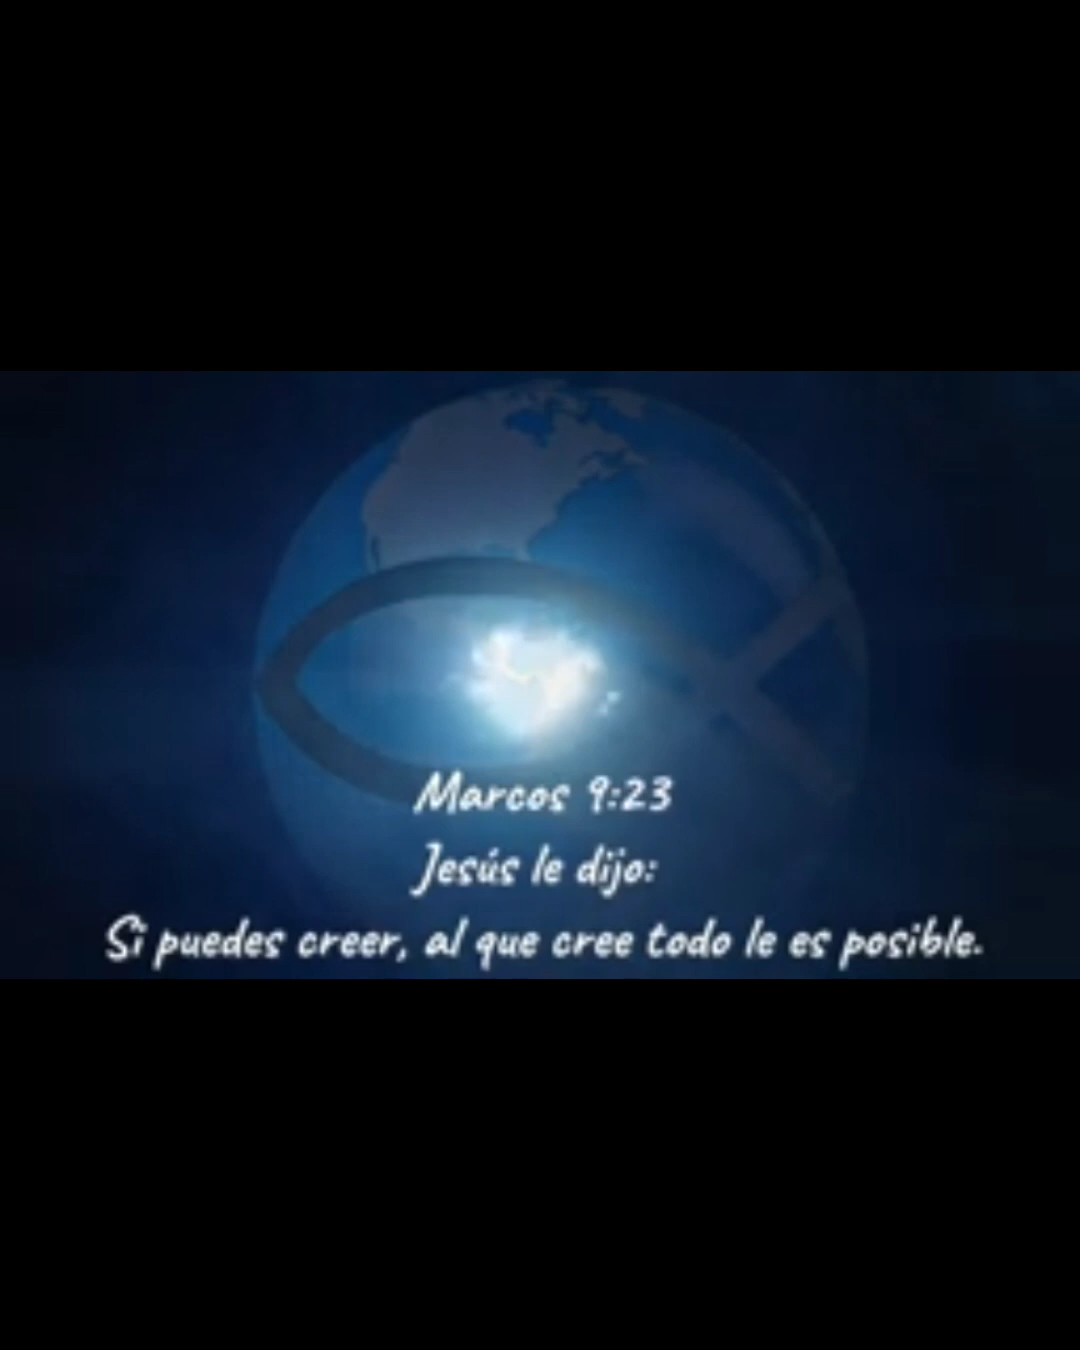 Marcos 9:23
Jesús le dijo:
Si puedes creer, al que cree todo le es posible.